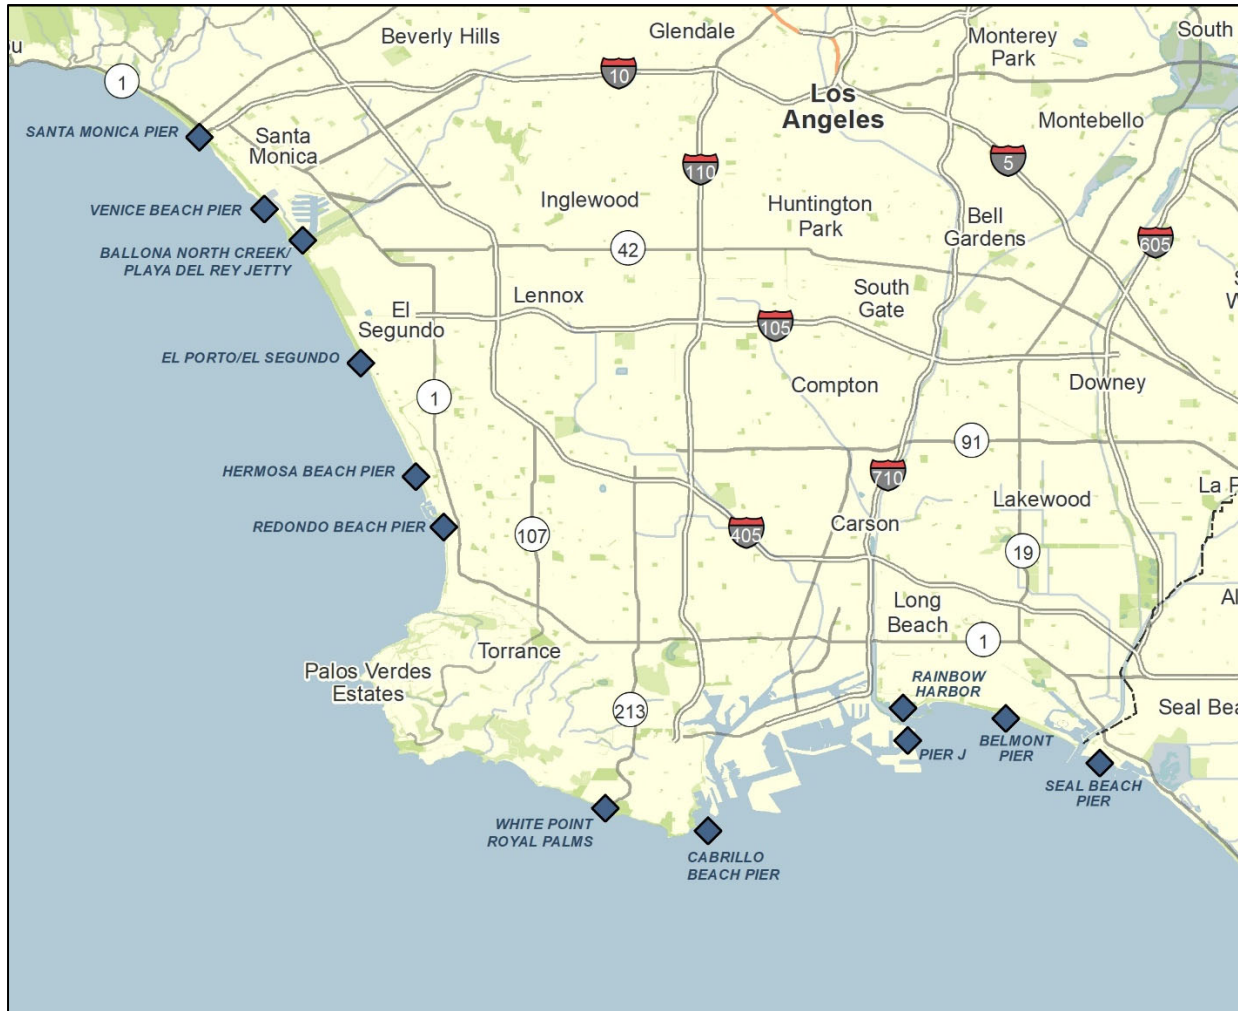 Beverly Hills
Glendale
Monterey
Park
South
ou
1
10
Los
Angeles
Montebello
SANTA MONICA PIER
Santa
Monica
5
110
Inglewood
Huntington
Park
Bell
Gardens
VENICE BEACH PIER
605
BALLONA NORTH CREEK/
PLAYA DEL REY JETTY
42
El
Segundo
Lennox
South
Gate
105
EL PORTO/EL SEGUNDO
1
Compton
Downey
91
HERMOSA BEACH PIER
710
Lakewood
La P
REDONDO BEACH PIER
107
405
Carson
19
Long
Beach
Al
1
Torrance
Palos Verdes
Estates
213
RAINBOW
HARBOR
Seal Bea
PIER J
BELMONT
PIER
SEAL BEACH
PIER
WHITE POINT
ROYAL PALMS
CABRILLO
BEACH PIER